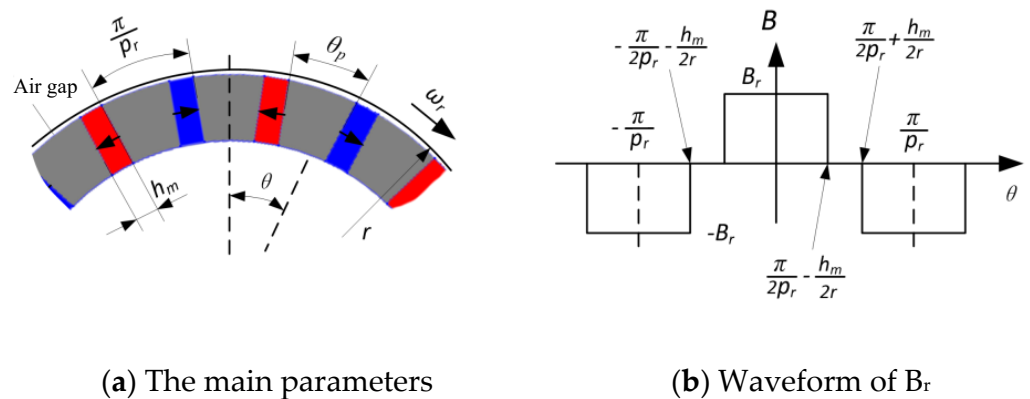 π/p_r
θ_p
Air gap
ω_r
h_m
θ
r
B
-π/2p_r - h_m/2r
π/2p_r + h_m/2r
B_r
-π/p_r
π/p_r
θ
-B_r
π/2p_r - h_m/2r
(a) The main parameters
(b) Waveform of B_r